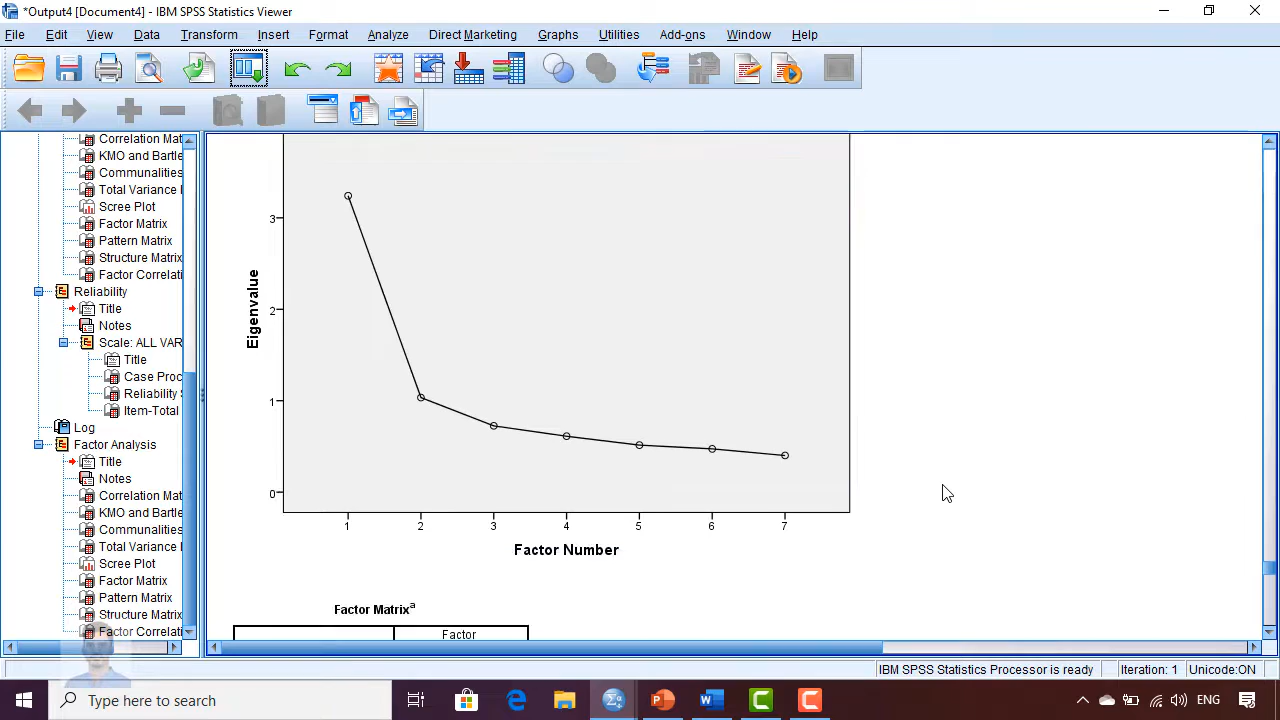 *Output4 [Document4] - IBM SPSS Statistics Viewer
File Edit View Data Transform Insert Format Analyze Direct Marketing Graphs Utilities Add-ons Window Help
Correlation Mat
KMO and Bartle
Communalities
Total Variance
Scree Plot
Factor Matrix
Pattern Matrix
Structure Matrix
Factor Correlati
Reliability
Title
Notes
Scale: ALL VAR
Title
Case Proc
Reliability
Item-Total
Log
Factor Analysis
Title
Notes
Correlation Mat
KMO and Bartle
Communalities
Total Variance
Scree Plot
Factor Matrix
Pattern Matrix
Structure Matrix
Factor Correlati
3
2
1
0
Eigenvalue
1 2 3 4 5 6 7
Factor Number
Factor Matrixa
Factor
IBM SPSS Statistics Processor is ready Iteration: 1 Unicode:ON
Type here to search
ENG